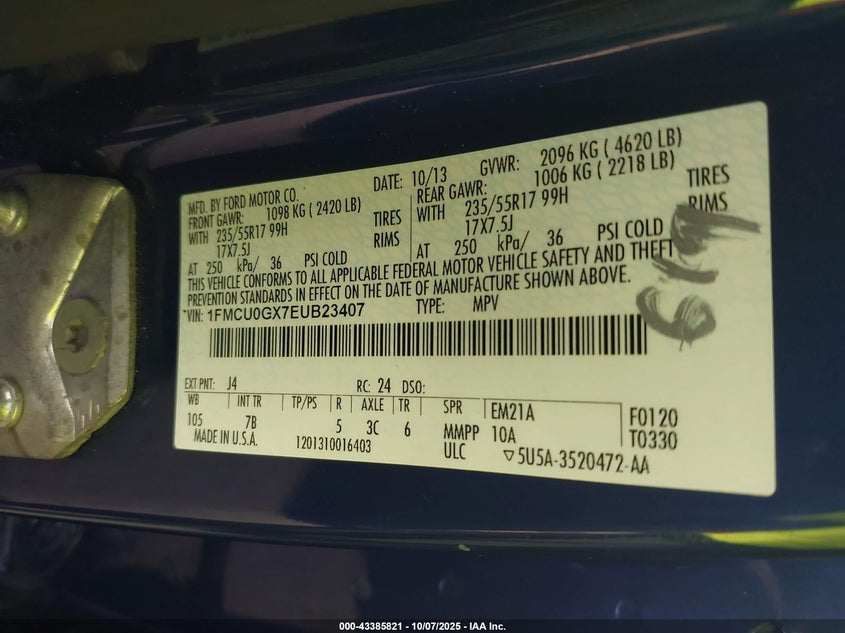 MFD. BY FORD MOTOR CO.
DATE: 10/13
GVWR: 2096 KG ( 4620 LB)
FRONT GAWR: 1098 KG ( 2420 LB)
REAR GAWR: 1006 KG ( 2218 LB)
WITH 235/55R17 99H TIRES
WITH 235/55R17 99H TIRES
17X7.5J RIMS
17X7.5J RIMS
AT 250 kPa/ 36 PSI COLD
AT 250 kPa/ 36 PSI COLD
THIS VEHICLE CONFORMS TO ALL APPLICABLE FEDERAL MOTOR VEHICLE SAFETY AND THEFT
PREVENTION STANDARDS IN EFFECT ON THE DATE OF MANUFACTURE SHOWN ABOVE.
VIN: 1FMCU0GX7EUB23407 TYPE: MPV
EXT PNT: J4 RC: 24 DSO:
WB INT TR TP/PS R AXLE TR SPR EM21A F0120
105 7B 5 3C 6 MMPP 10A T0330
MADE IN U.S.A. 1201310016403 ULC ▽5U5A-3520472-AA
000-43385821 - 10/07/2025 - IAA Inc.